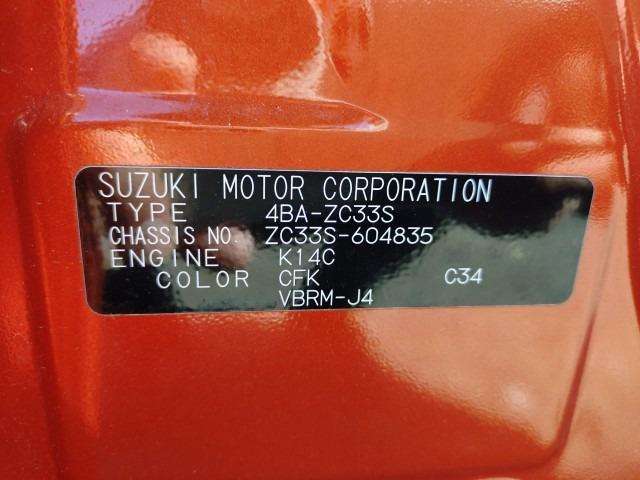 SUZUKI MOTOR CORPORATION
TYPE 4BA-ZC33S
CHASSIS NO. ZC33S-604835
ENGINE K14C
COLOR CFK C34
VBRM-J4